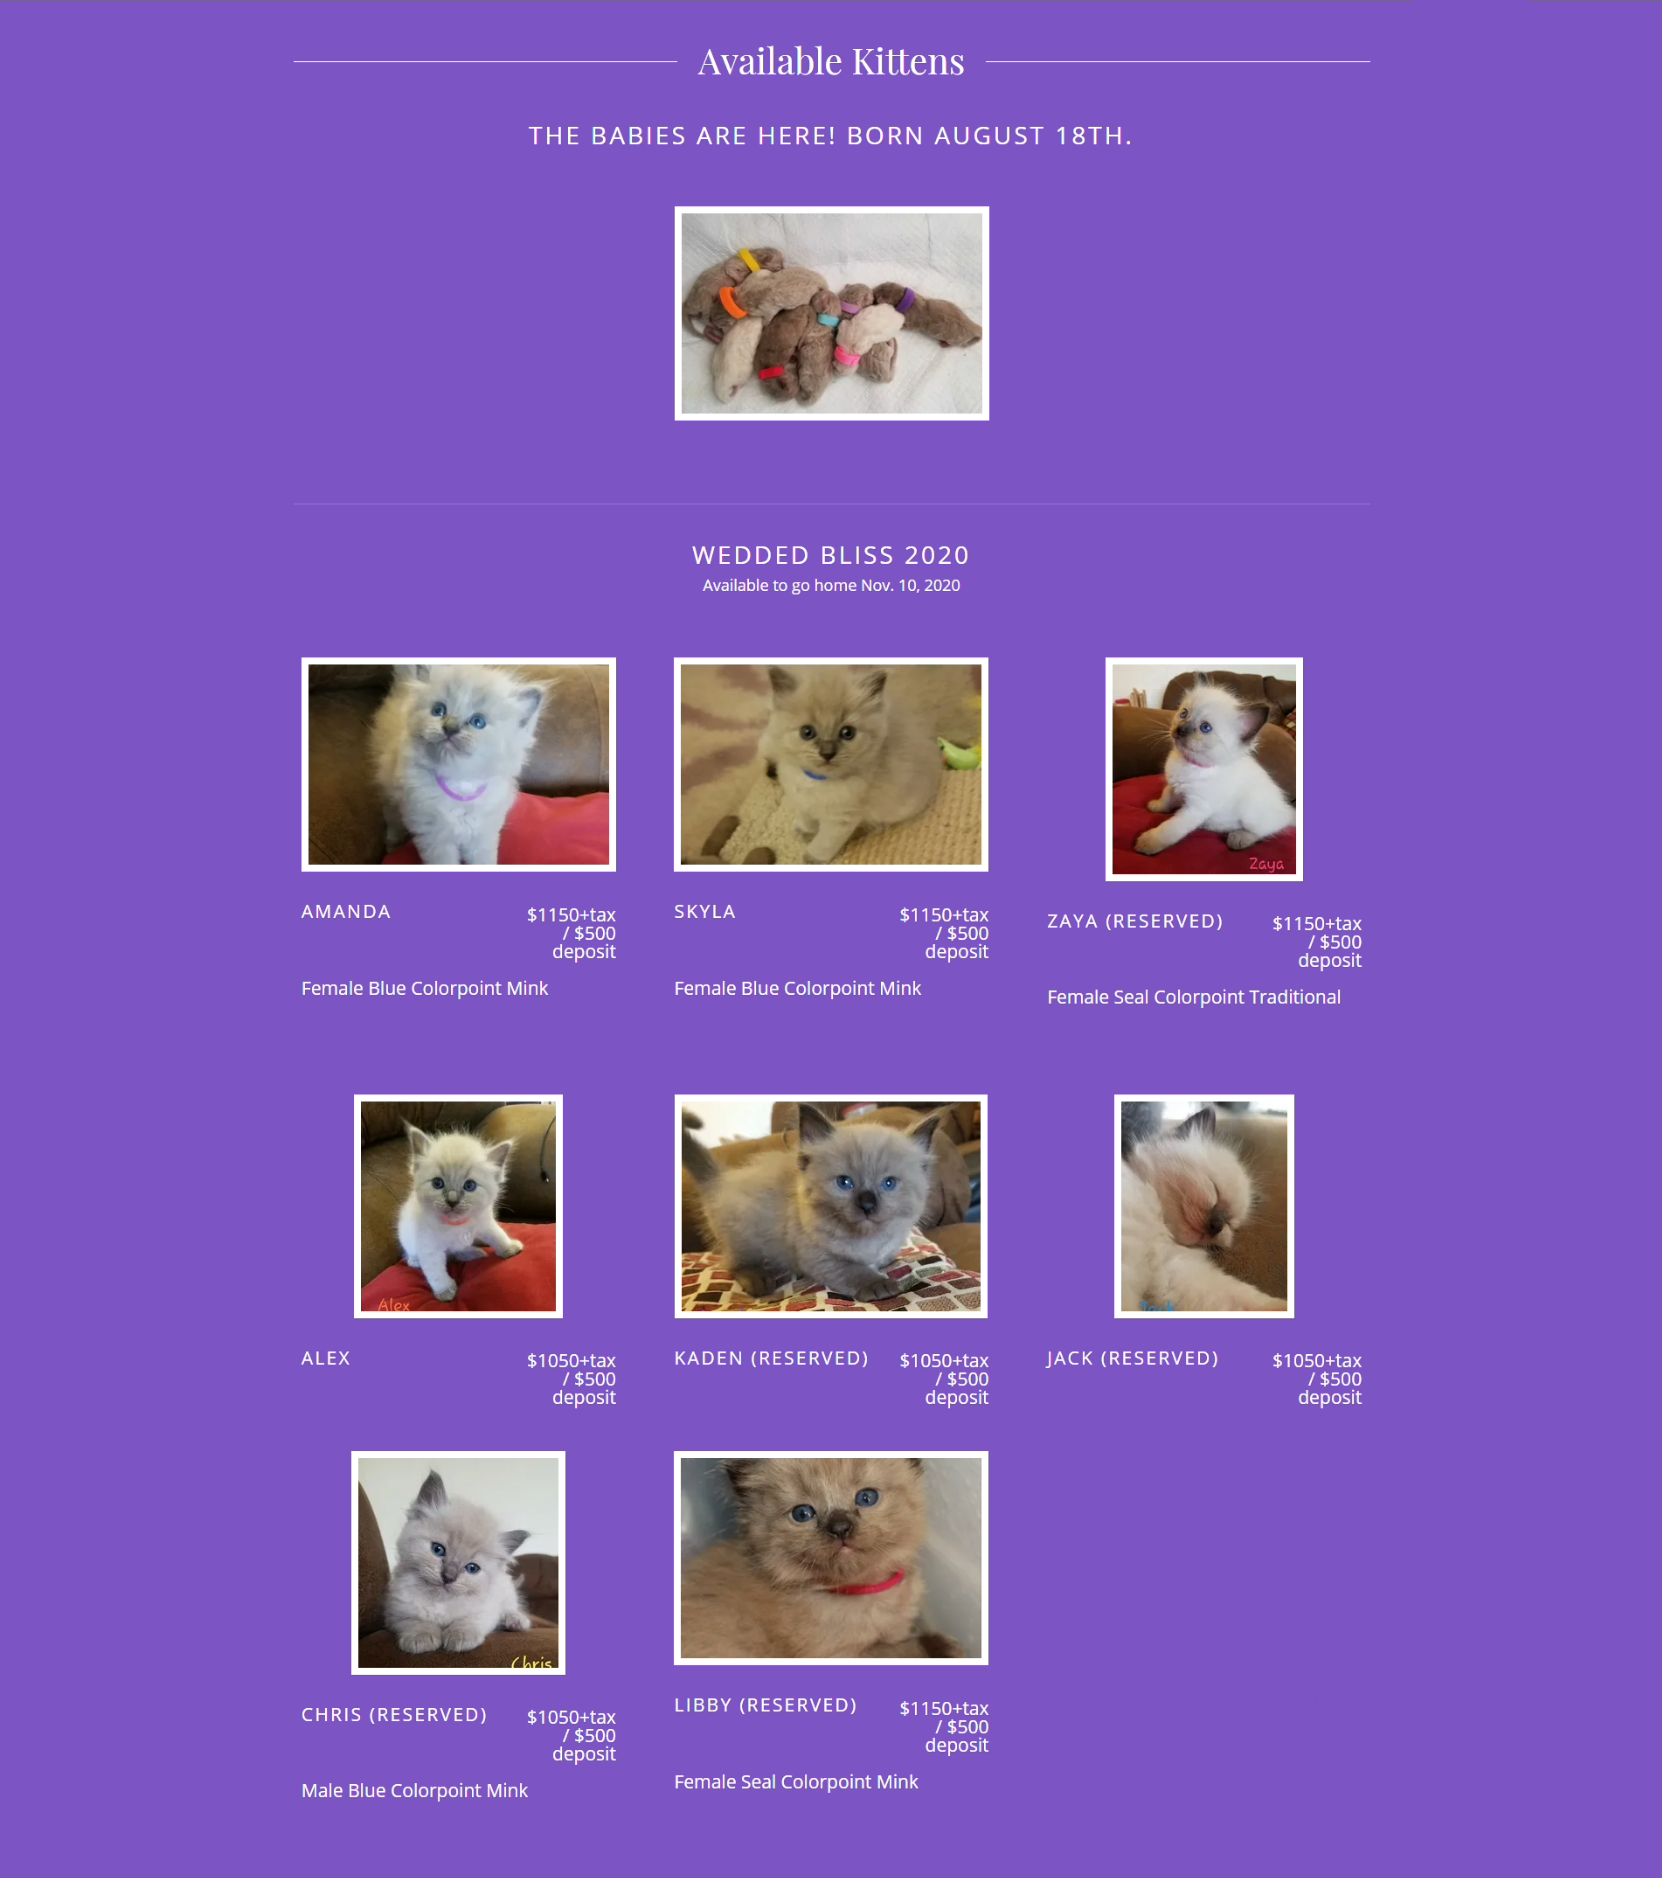 Available Kittens
THE BABIES ARE HERE! BORN AUGUST 18TH.
WEDDED BLISS 2020
Available to go home Nov. 10, 2020
Zaya
AMANDA
$1150+tax
/ $500
deposit
Female Blue Colorpoint Mink
SKYLA
$1150+tax
/ $500
deposit
Female Blue Colorpoint Mink
ZAYA (RESERVED)
$1150+tax
/ $500
deposit
Female Seal Colorpoint Traditional
Alex
ALEX
$1050+tax
/ $500
deposit
KADEN (RESERVED)
$1050+tax
/ $500
deposit
Jack
JACK (RESERVED)
$1050+tax
/ $500
deposit
Chris
CHRIS (RESERVED)
$1050+tax
/ $500
deposit
Male Blue Colorpoint Mink
LIBBY (RESERVED)
$1150+tax
/ $500
deposit
Female Seal Colorpoint Mink